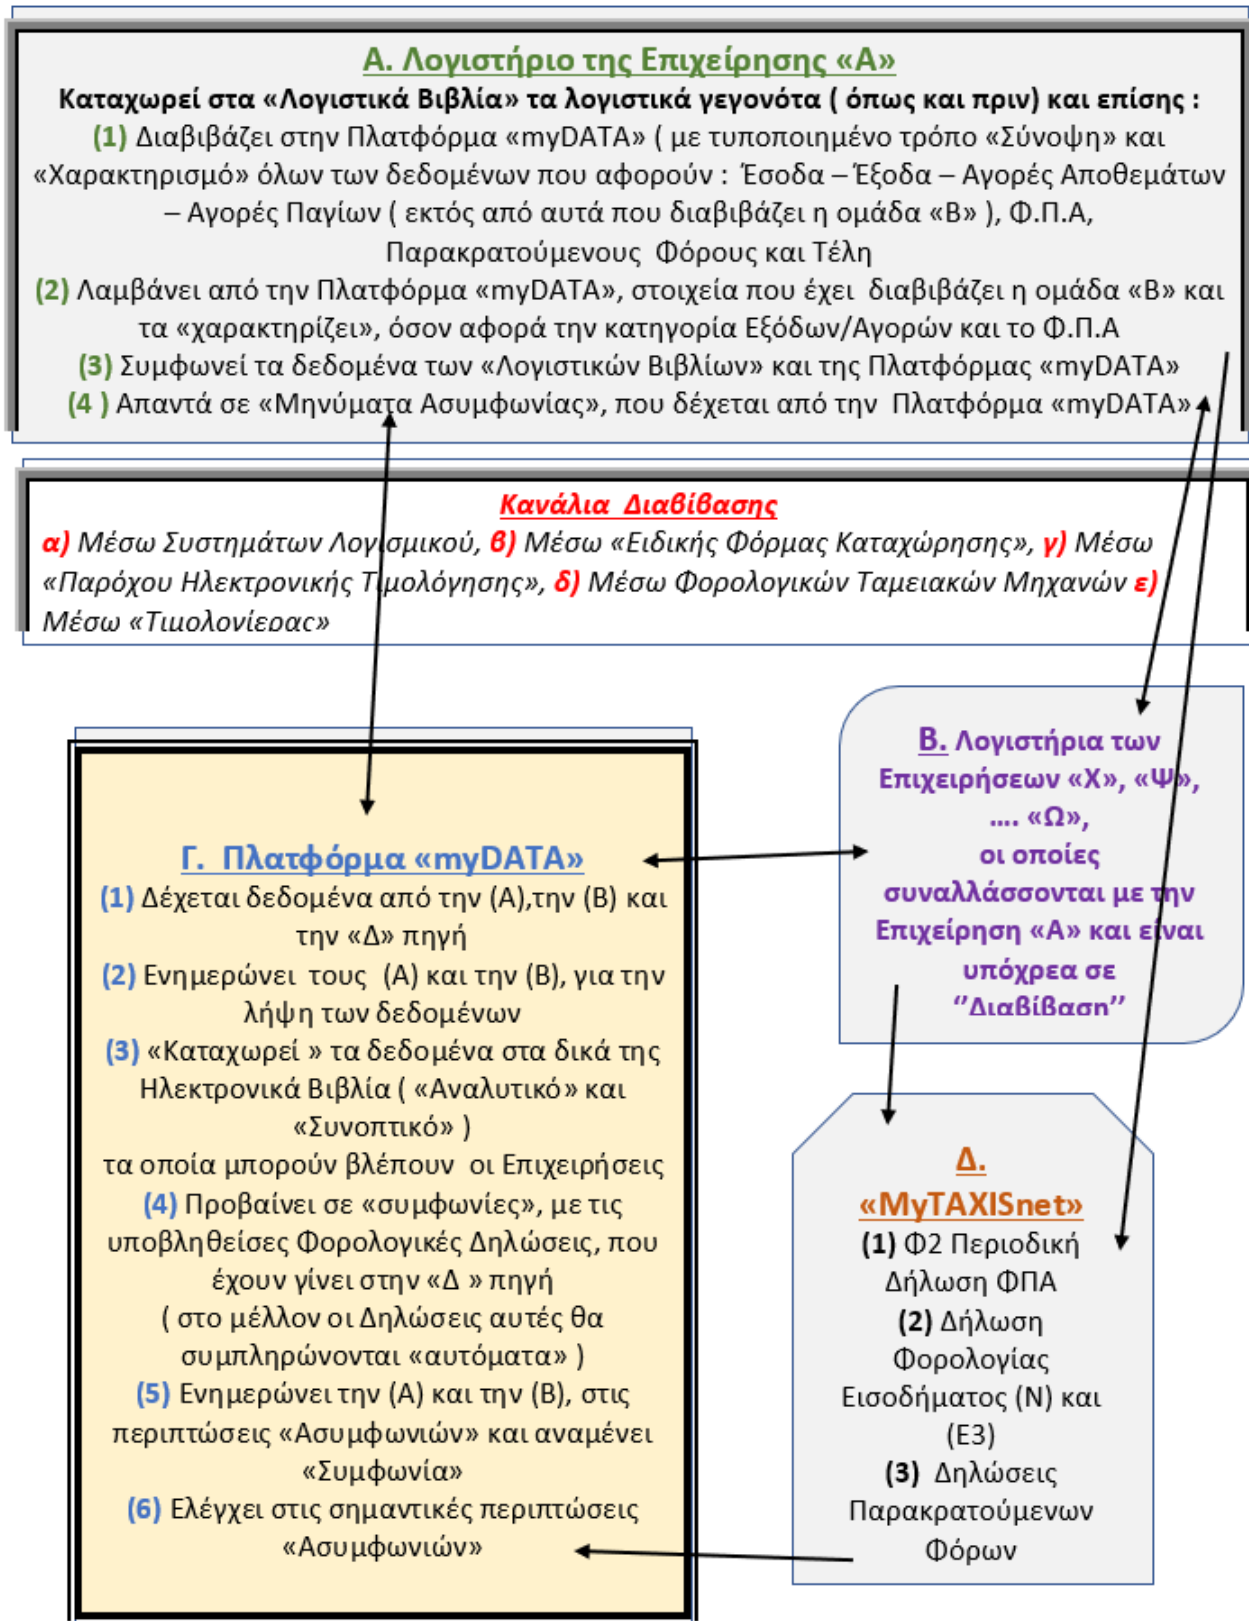 Α. Λογιστήριο της Επιχείρησης «Α»
Καταχωρεί στα «Λογιστικά Βιβλία» τα λογιστικά γεγονότα ( όπως και πριν) και επίσης :
(1) Διαβιβάζει στην Πλατφόρμα «myDATA» ( με τυποποιημένο τρόπο «Σύνοψη» και
«Χαρακτηρισμό» όλων των δεδομένων που αφορούν : Έσοδα – Έξοδα – Αγορές Αποθεμάτων
– Αγορές Παγίων ( εκτός από αυτά που διαβιβάζει η ομάδα «Β» ), Φ.Π.Α,
Παρακρατούμενους Φόρους και Τέλη
(2) Λαμβάνει από την Πλατφόρμα «myDATA», στοιχεία που έχει διαβιβάζει η ομάδα «Β» και
τα «χαρακτηρίζει», όσον αφορά την κατηγορία Εξόδων/Αγορών και το Φ.Π.Α
(3) Συμφωνεί τα δεδομένα των «Λογιστικών Βιβλίων» και της Πλατφόρμας «myDATA»
(4 ) Απαντά σε «Μηνύματα Ασυμφωνίας», που δέχεται από την Πλατφόρμα «myDATA»
Κανάλια Διαβίβασης
α) Μέσω Συστημάτων Λογισμικού, β) Μέσω «Ειδικής Φόρμας Καταχώρησης», γ) Μέσω
«Παρόχου Ηλεκτρονικής Τιμολόγησης», δ) Μέσω Φορολογικών Ταμειακών Μηχανών ε)
Μέσω «Τιμολογιέρας»
Β. Λογιστήρια των
Επιχειρήσεων «Χ», «Ψ»,
.... «Ω»,
οι οποίες
συναλλάσσονται με την
Επιχείρηση «Α» και είναι
υπόχρεα σε
‘’Διαβίβαση’’
Γ. Πλατφόρμα «myDATA»
(1) Δέχεται δεδομένα από την (Α),την (Β) και
την «Δ» πηγή
(2) Ενημερώνει τους (Α) και την (Β), για την
λήψη των δεδομένων
(3) «Καταχωρεί » τα δεδομένα στα δικά της
Ηλεκτρονικά Βιβλία ( «Αναλυτικό» και
«Συνοπτικό» )
τα οποία μπορούν βλέπουν οι Επιχειρήσεις
(4) Προβαίνει σε «συμφωνίες», με τις
υποβληθείσες Φορολογικές Δηλώσεις, που
έχουν γίνει στην «Δ » πηγή
( στο μέλλον οι Δηλώσεις αυτές θα
συμπληρώνονται «αυτόματα» )
(5) Ενημερώνει την (Α) και την (Β), στις
περιπτώσεις «Ασυμφωνιών» και αναμένει
«Συμφωνία»
(6) Ελέγχει στις σημαντικές περιπτώσεις
«Ασυμφωνιών»
Δ.
«MyTAXISnet»
(1) Φ2 Περιοδική
Δήλωση ΦΠΑ
(2) Δήλωση
Φορολογίας
Εισοδήματος (Ν) και
(Ε3)
(3) Δηλώσεις
Παρακρατούμενων
Φόρων